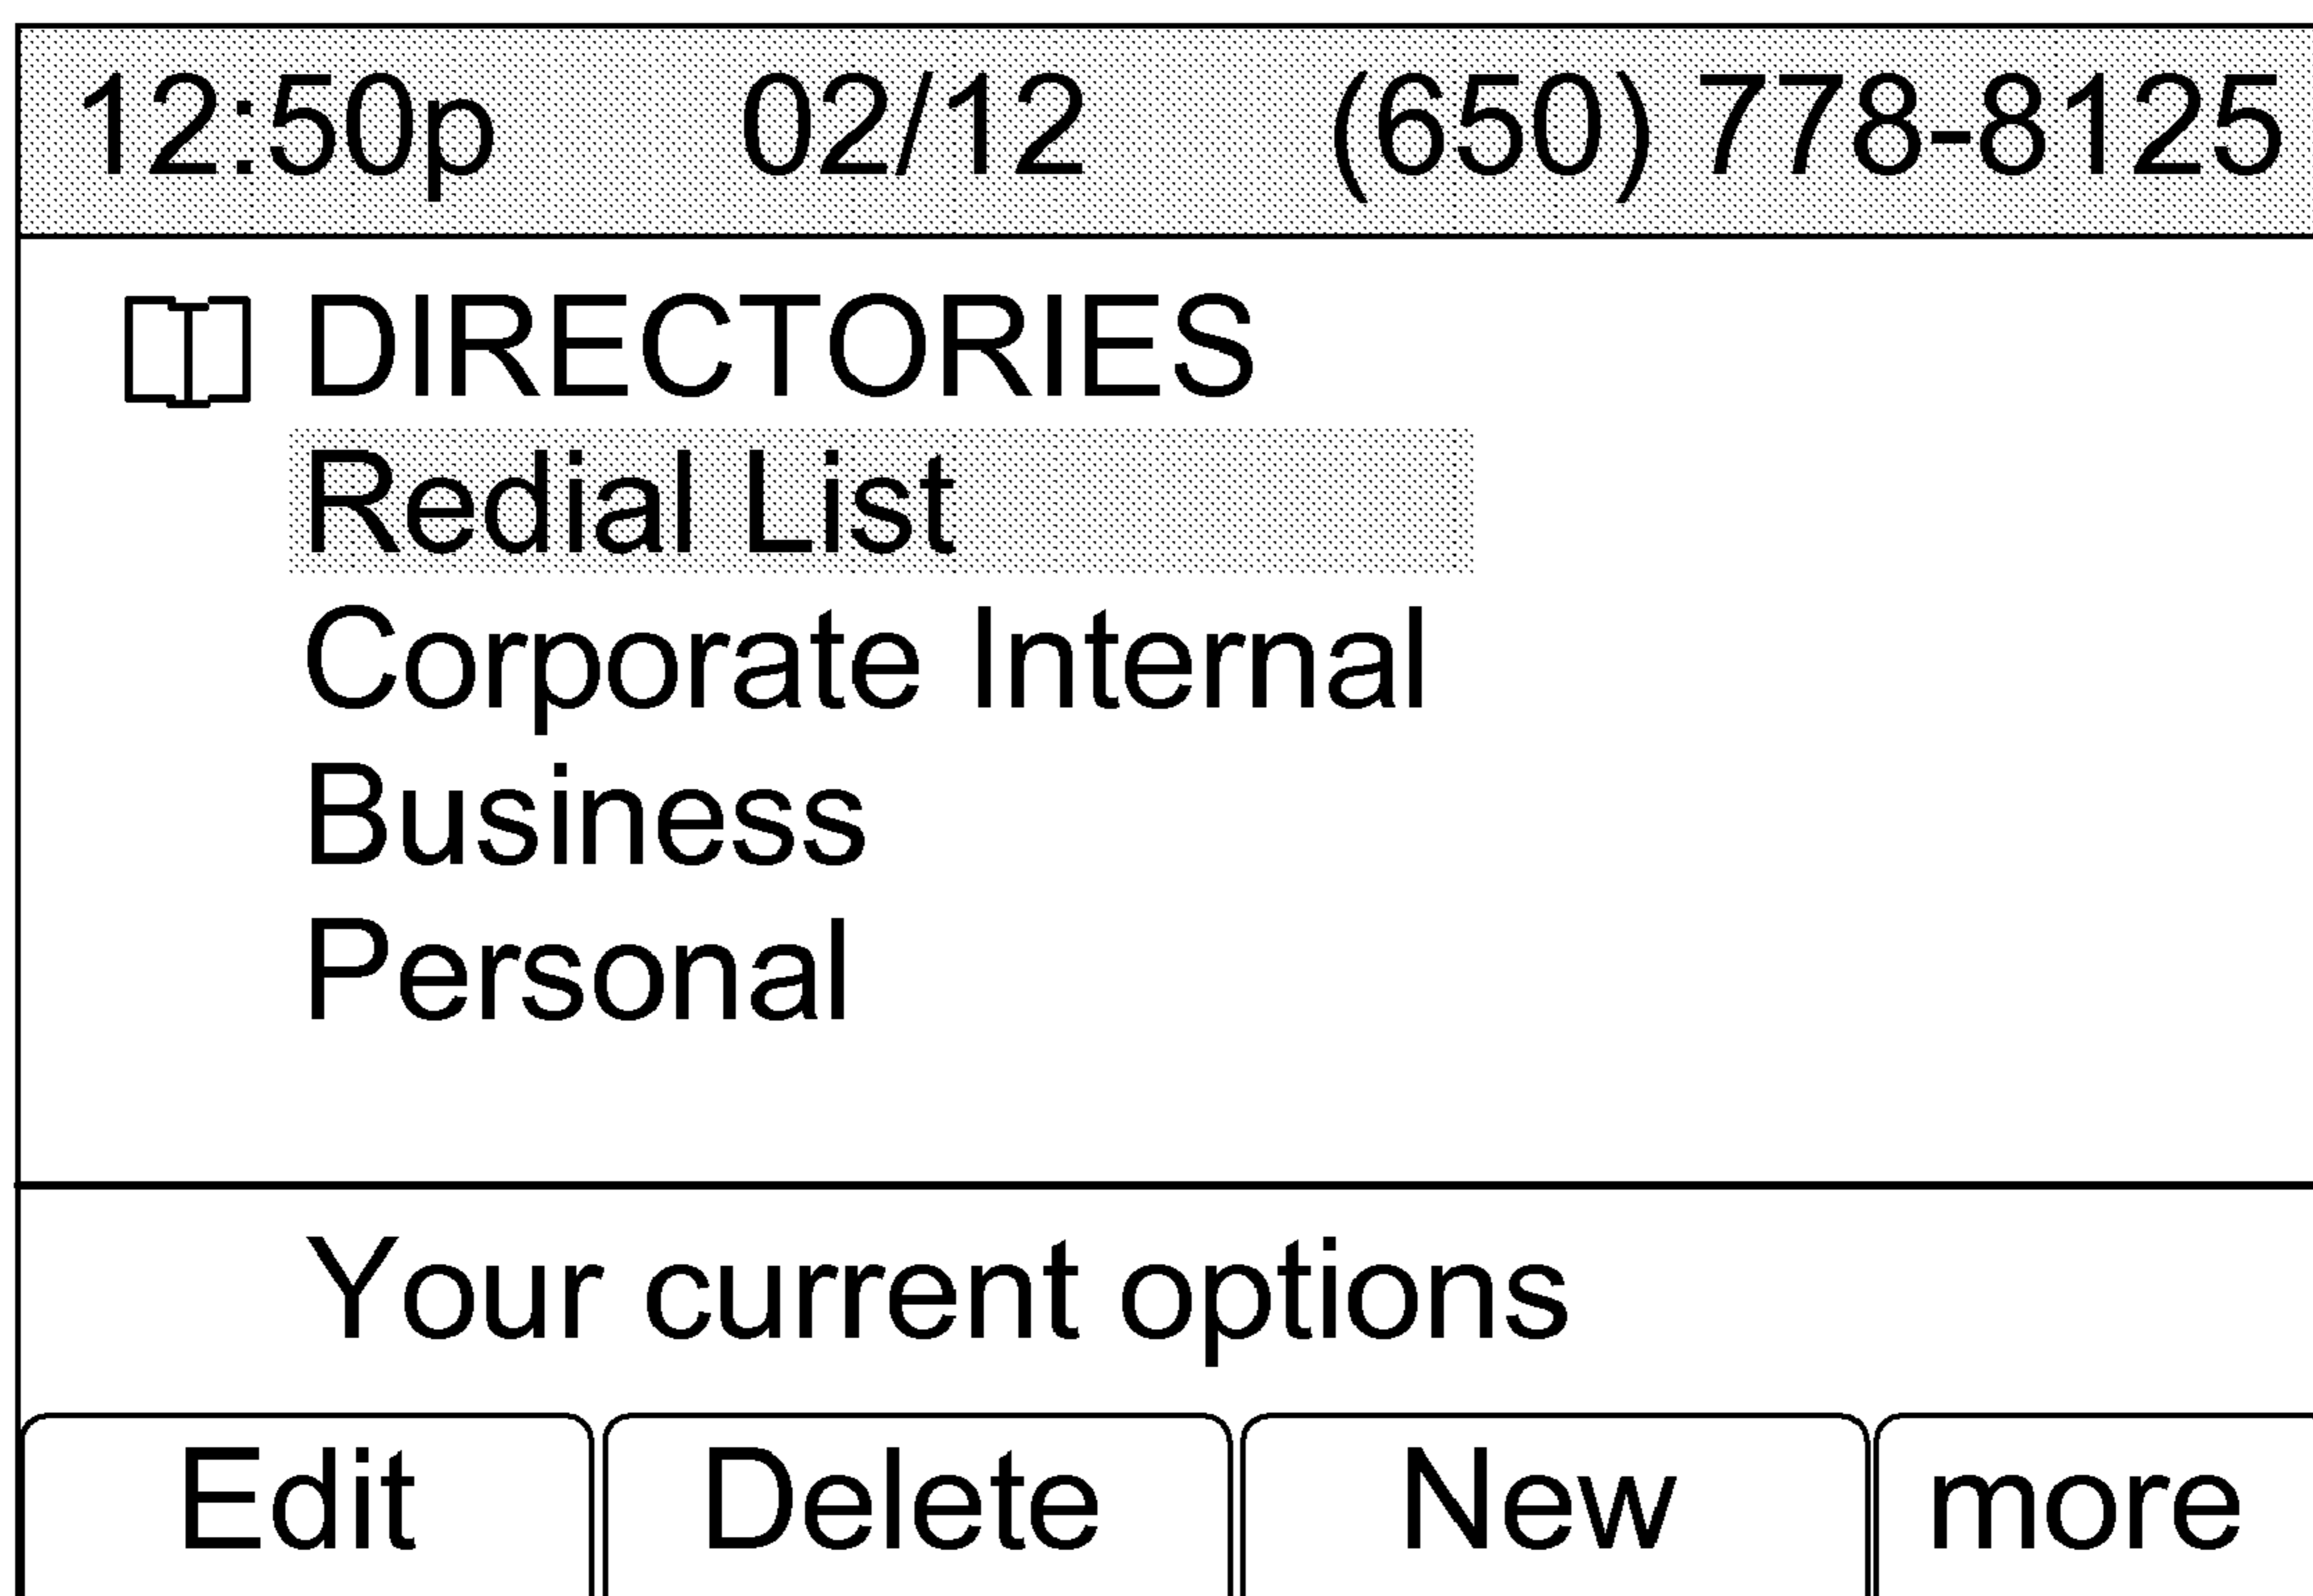 12:50p 02/12 (650) 778-8125
DIRECTORIES
Redial List
Corporate Internal
Business
Personal
Your current options
Edit Delete New more